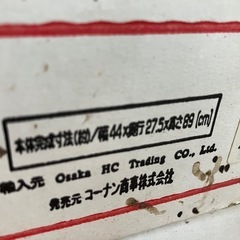 本体完成寸法(約)/幅44×奥行27.5×高さ89[cm]
輸入元 Osaka HC Trading CO., Ltd.
発売元 コーナン商事株式会社